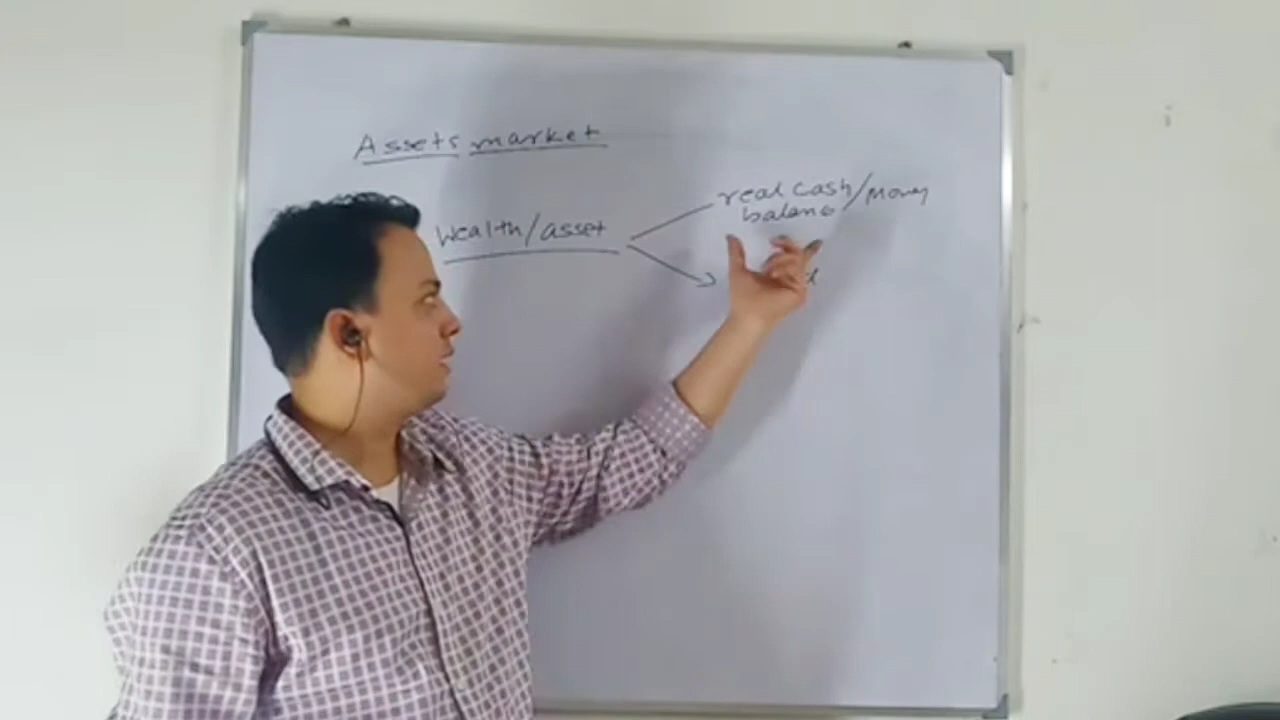 Assets market
Wealth/asset
real cash/money
balance